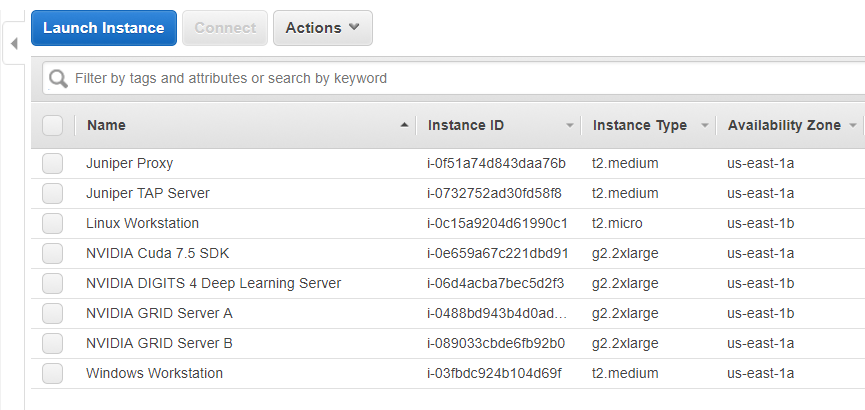 Launch Instance Connect Actions
Filter by tags and attributes or search by keyword
Name Instance ID Instance Type Availability Zone
Juniper Proxy i-0f51a74d843daa76b t2.medium us-east-1a
Juniper TAP Server i-0732752ad30fd58f8 t2.medium us-east-1a
Linux Workstation i-0c15a9204d61990c1 t2.micro us-east-1b
NVIDIA Cuda 7.5 SDK i-0e659a67c221dbd91 g2.2xlarge us-east-1a
NVIDIA DIGITS 4 Deep Learning Server i-06d4acba7bec5d2f3 g2.2xlarge us-east-1b
NVIDIA GRID Server A i-0488bd943b4d0ad... g2.2xlarge us-east-1b
NVIDIA GRID Server B i-089033cbde6fb92b0 g2.2xlarge us-east-1a
Windows Workstation i-03fbdc924b104d69f t2.medium us-east-1a